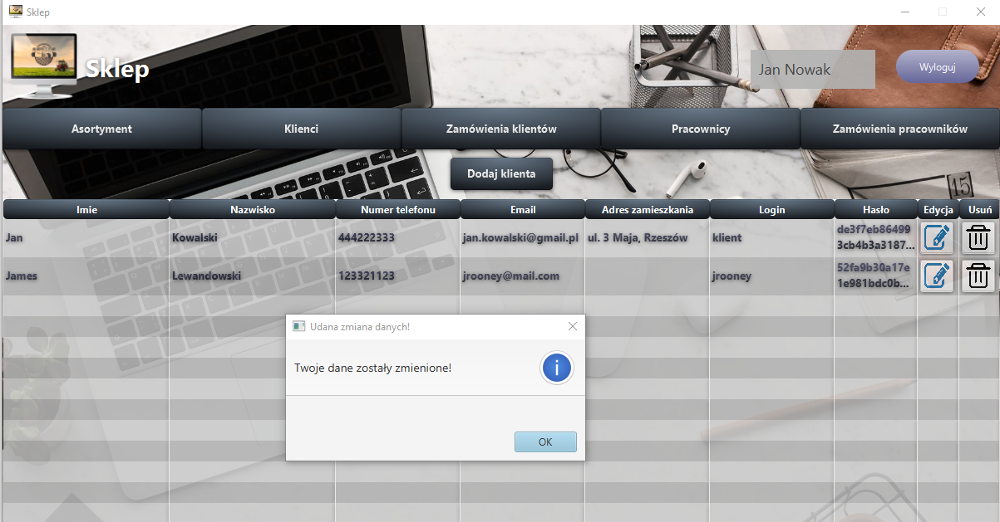 Sklep
Sklep
Jan Nowak
Wyloguj
Asortyment Klienci Zamówienia klientów Pracownicy Zamówienia pracowników
Dodaj klienta
15
Imie Nazwisko Numer telefonu Email Adres zamieszkania Login Hasło Edycja Usuń
Jan Kowalski 444222333 jan.kowalski@gmail.pl ul. 3 Maja, Rzeszów klient de3f7eb86499
3cb4b3a3187...
James Lewandowski 123321123 jrooney@mail.com jrooney 52fa9b30a17e
1e981bdc0b...
Udana zmiana danych!
Twoje dane zostały zmienione!
OK